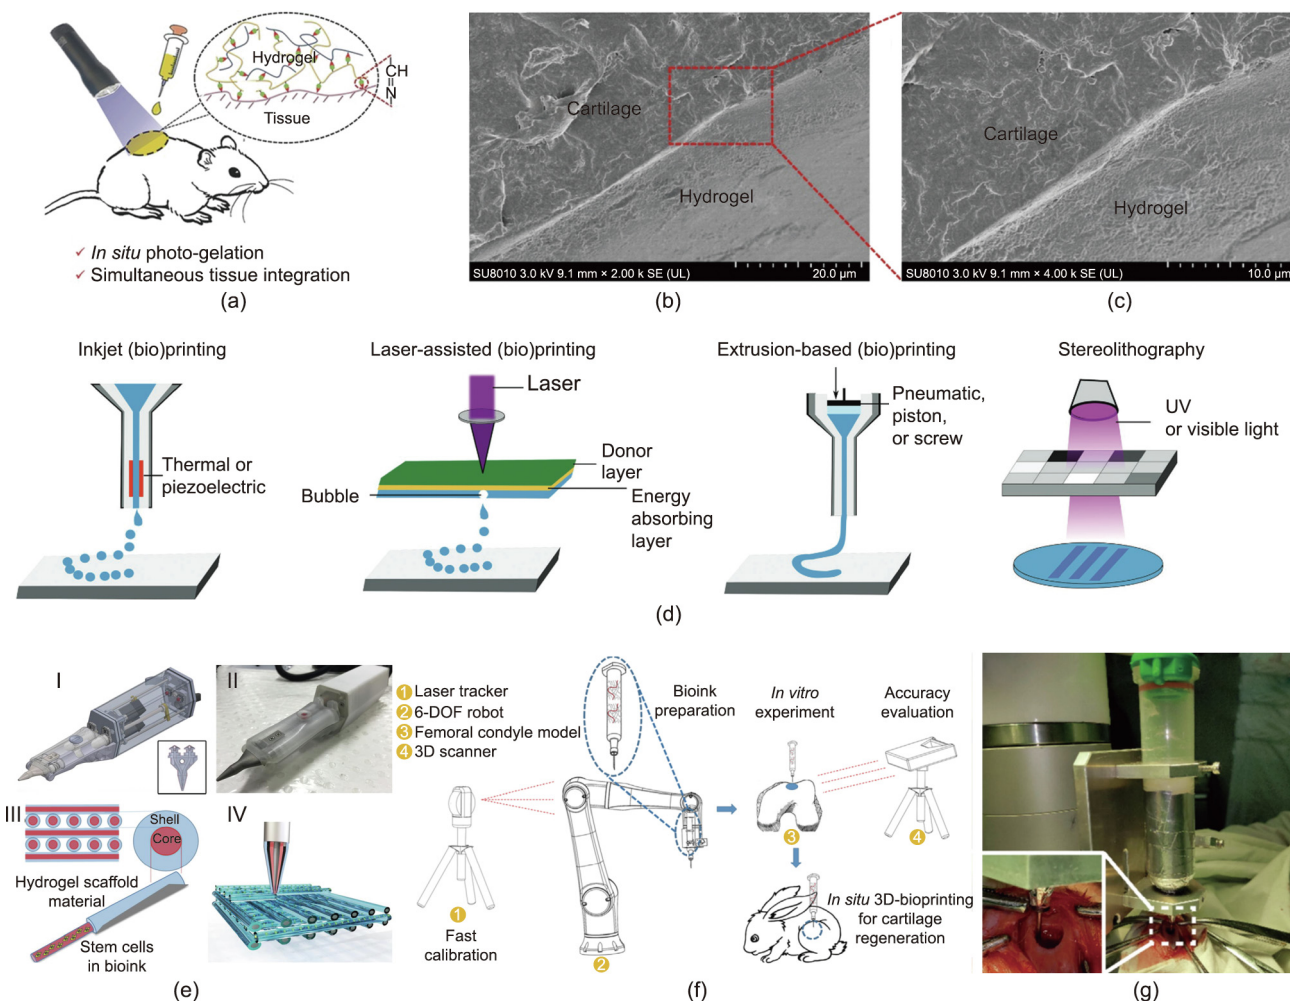 Hydrogel
CH
N
Tissue
✓ In situ photo-gelation
✓ Simultaneous tissue integration
(a)
Cartilage
Hydrogel
SU8010 3.0 kV 9.1 mm × 2.00 k SE (UL)
20.0 μm
(b)
Cartilage
Hydrogel
SU8010 3.0 kV 9.1 mm × 4.00 k SE (UL)
10.0 μm
(c)
Inkjet (bio)printing
Thermal or
piezoelectric
Laser-assisted (bio)printing
Laser
Donor
layer
Bubble
Energy
absorbing
layer
Extrusion-based (bio)printing
Pneumatic,
piston,
or screw
Stereolithography
UV
or visible light
(d)
I
II
III
Shell
Core
Hydrogel scaffold
material
Stem cells
in bioink
IV
(e)
1 Laser tracker
2 6-DOF robot
3 Femoral condyle model
4 3D scanner
Bioink
preparation
In vitro
experiment
Accuracy
evaluation
1
Fast
calibration
2
3
4
In situ 3D-bioprinting
for cartilage
regeneration
(f)
(g)